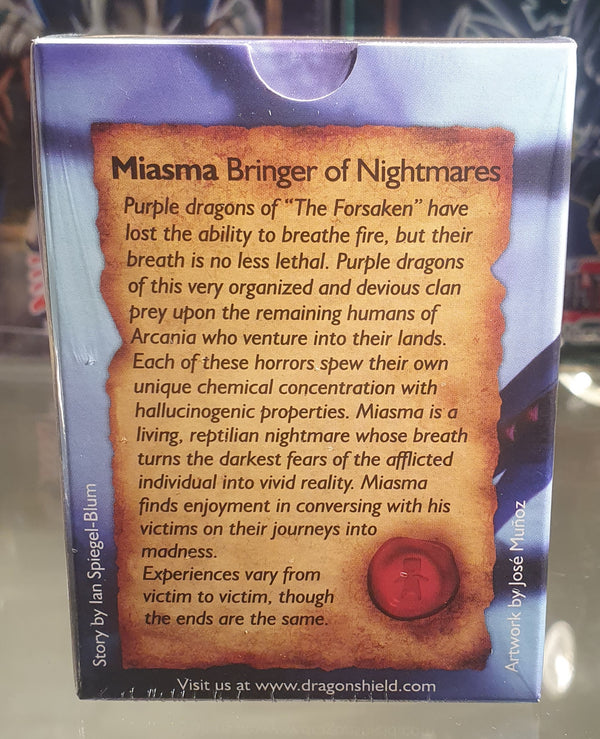 Miasma Bringer of Nightmares
Purple dragons of “The Forsaken” have
lost the ability to breathe fire, but their
breath is no less lethal. Purple dragons
of this very organized and devious clan
prey upon the remaining humans of
Arcania who venture into their lands.
Each of these horrors spew their own
unique chemical concentration with
hallucinogenic properties. Miasma is a
living, reptilian nightmare whose breath
turns the darkest fears of the afflicted
individual into vivid reality. Miasma
finds enjoyment in conversing with his
victims on their journeys into
madness.
Experiences vary from
victim to victim, though
the ends are the same.
Story by Ian Spiegel-Blum
Artwork by José Muñoz
Visit us at www.dragonshield.com